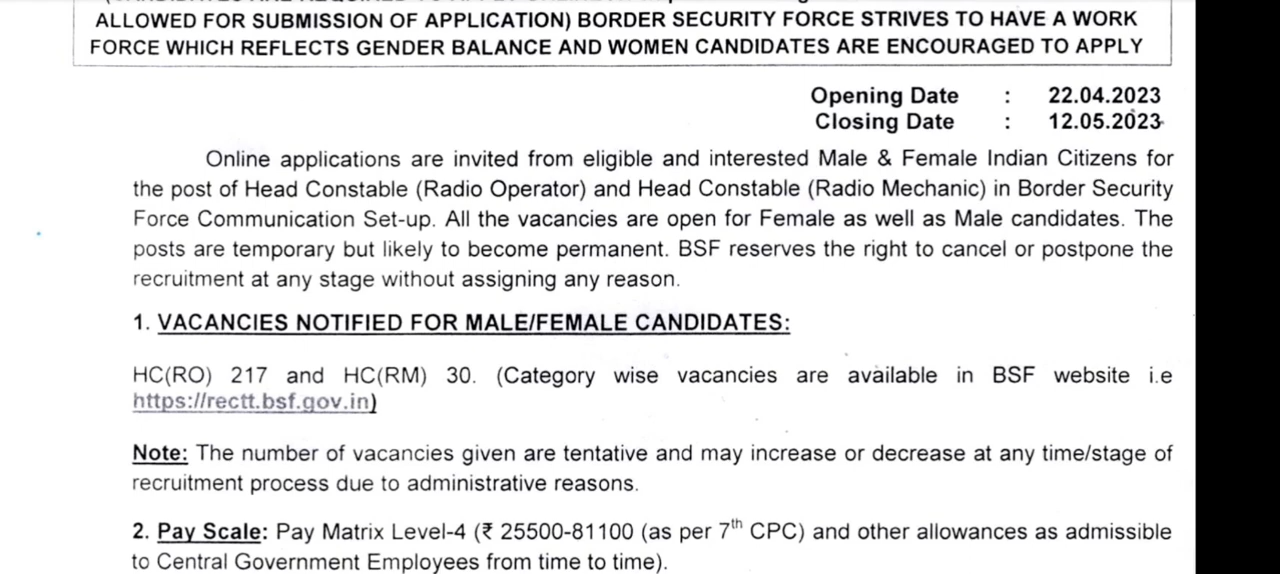 ALLOWED FOR SUBMISSION OF APPLICATION) BORDER SECURITY FORCE STRIVES TO HAVE A WORK
FORCE WHICH REFLECTS GENDER BALANCE AND WOMEN CANDIDATES ARE ENCOURAGED TO APPLY
Opening Date : 22.04.2023
Closing Date : 12.05.2023
Online applications are invited from eligible and interested Male & Female Indian Citizens for
the post of Head Constable (Radio Operator) and Head Constable (Radio Mechanic) in Border Security
Force Communication Set-up. All the vacancies are open for Female as well as Male candidates. The
posts are temporary but likely to become permanent. BSF reserves the right to cancel or postpone the
recruitment at any stage without assigning any reason.
1. VACANCIES NOTIFIED FOR MALE/FEMALE CANDIDATES:
HC(RO) 217 and HC(RM) 30. (Category wise vacancies are available in BSF website i.e
https://rectt.bsf.gov.in)
Note: The number of vacancies given are tentative and may increase or decrease at any time/stage of
recruitment process due to administrative reasons.
2. Pay Scale: Pay Matrix Level-4 (₹ 25500-81100 (as per 7th CPC) and other allowances as admissible
to Central Government Employees from time to time).